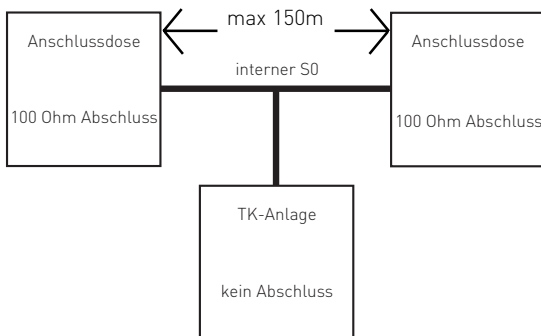 max 150m
Anschlussdose
Anschlussdose
interner S0
100 Ohm Abschluss
100 Ohm Abschluss
TK-Anlage
kein Abschluss